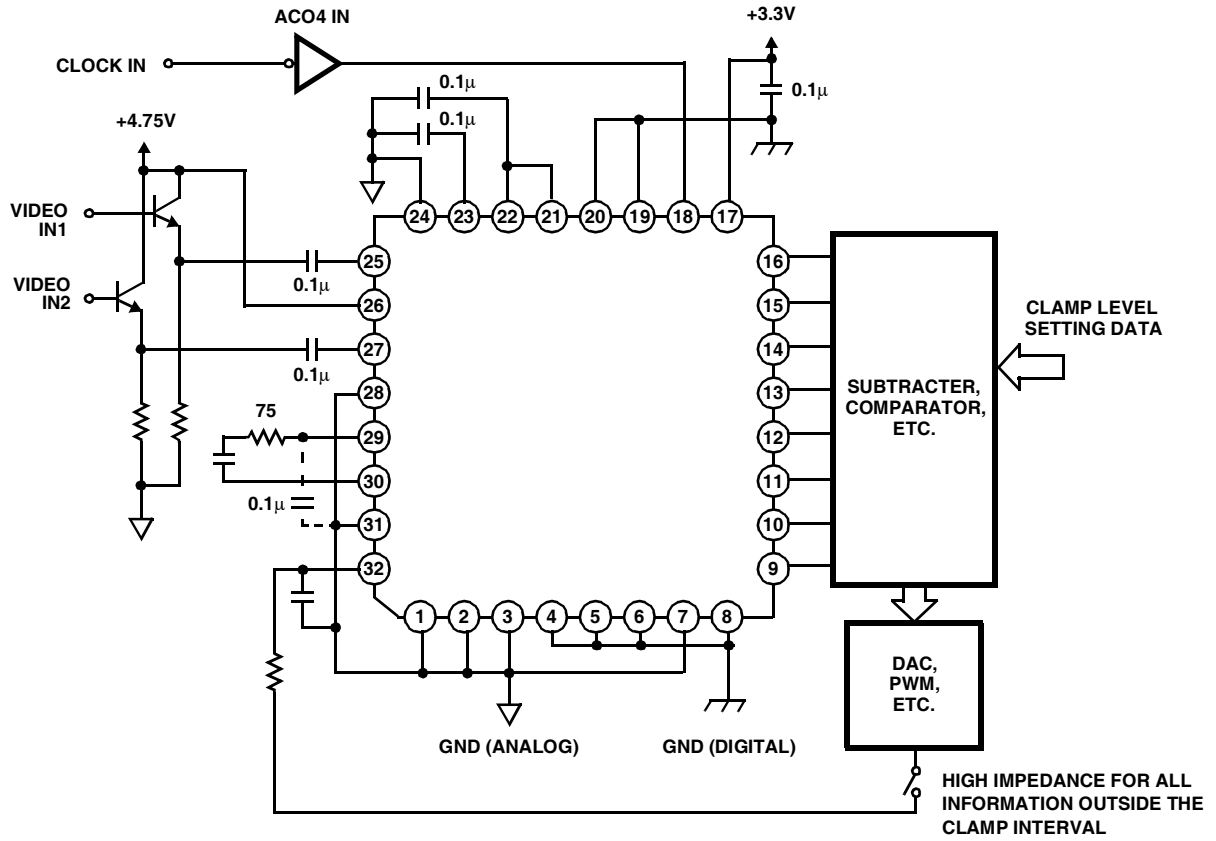 ACO4 IN
+3.3V
CLOCK IN
0.1μ
0.1μ
0.1μ
+4.75V
VIDEO
IN1
24
23
22
21
20
19
18
17
25
16
0.1μ
VIDEO
IN2
26
15
CLAMP LEVEL
SETTING DATA
27
14
0.1μ
28
13
SUBTRACTER,
COMPARATOR,
ETC.
75
29
12
30
11
0.1μ
31
10
32
9
1
2
3
4
5
6
7
8
DAC,
PWM,
ETC.
GND (ANALOG)
GND (DIGITAL)
HIGH IMPEDANCE FOR ALL
INFORMATION OUTSIDE THE
CLAMP INTERVAL